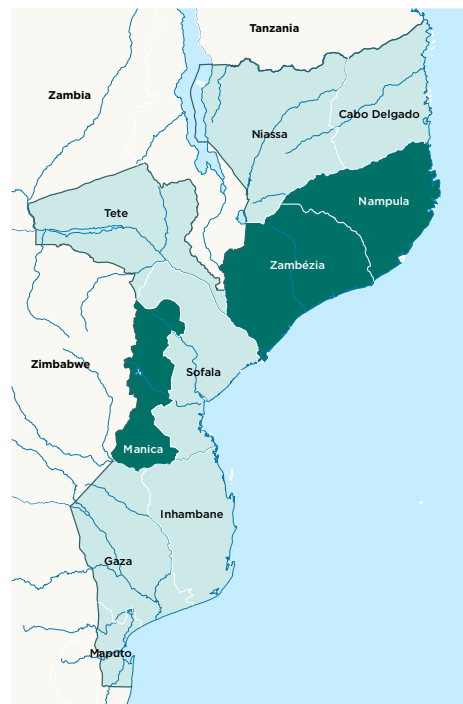 Tanzania
Zambia
Cabo Delgado
Niassa
Nampula
Tete
Zambézia
Zimbabwe
Sofala
Manica
Inhambane
Gaza
Maputo